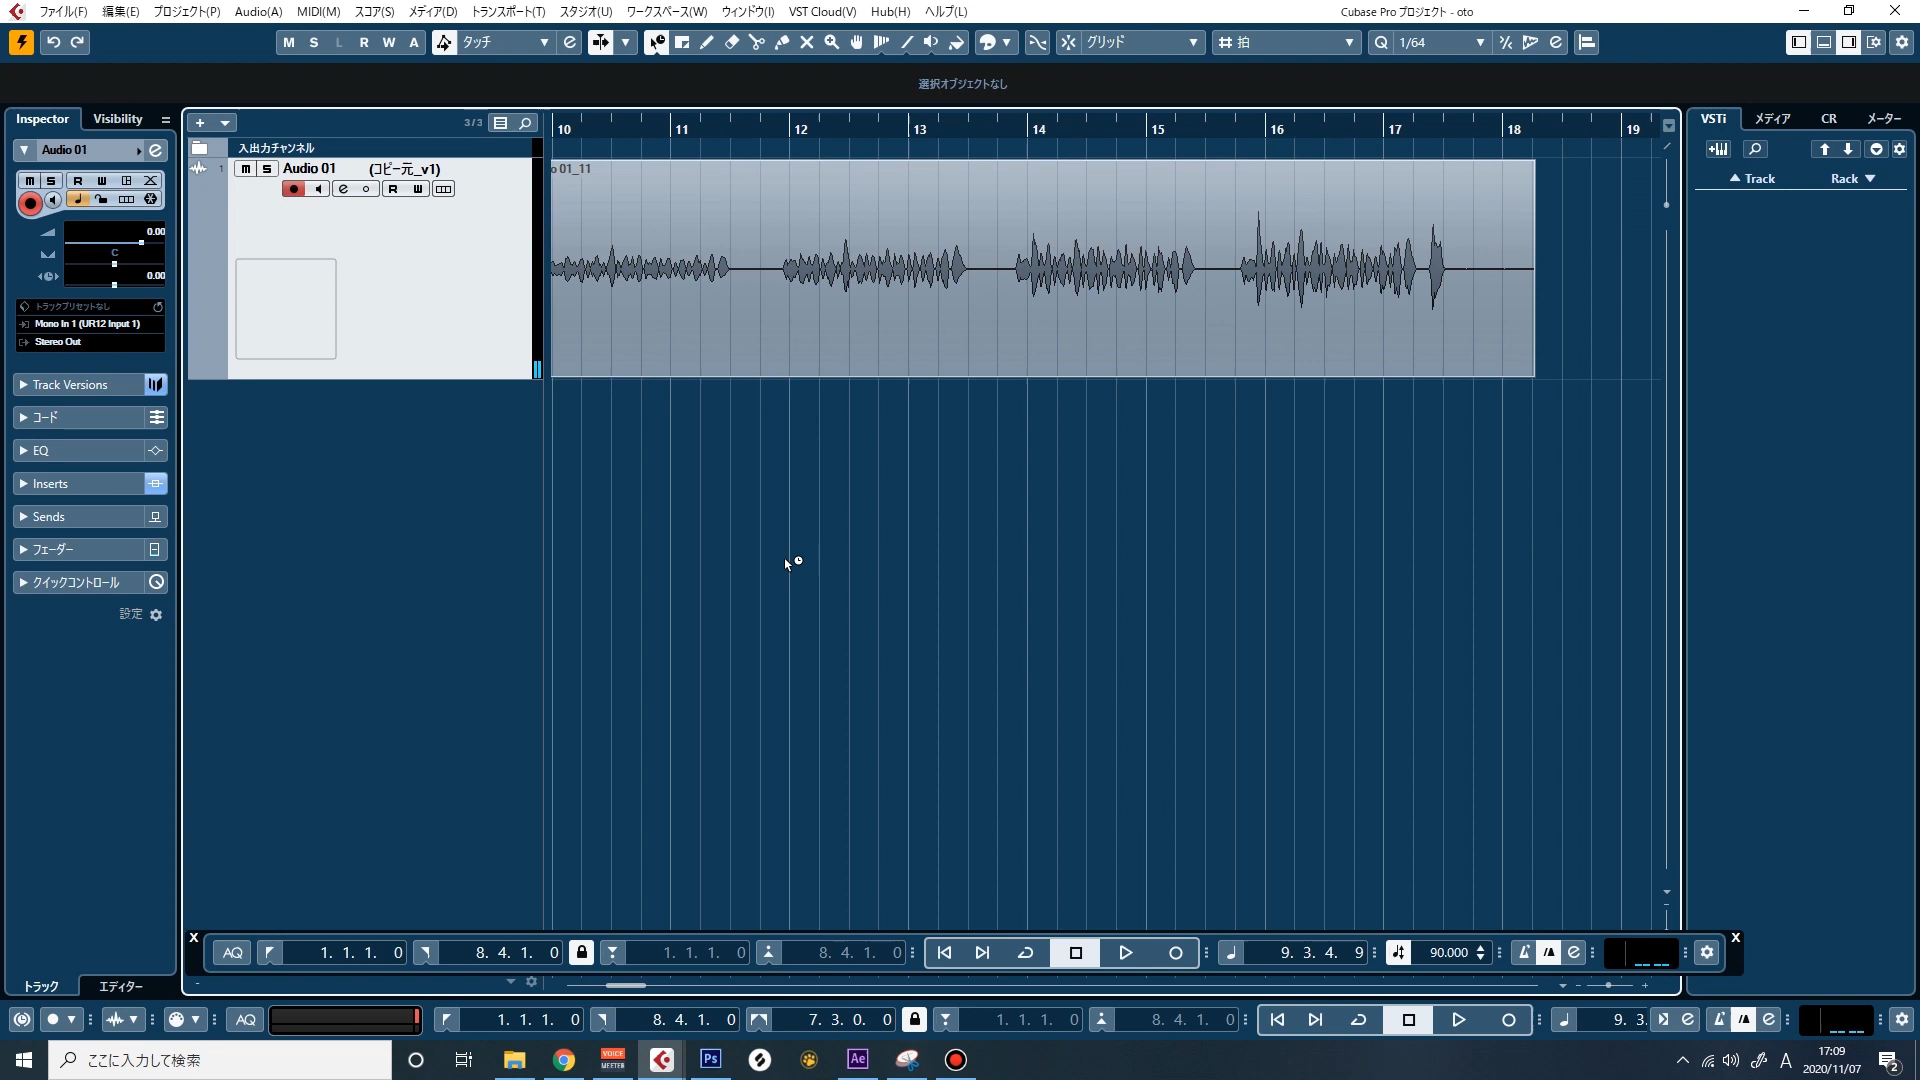 ファイル(F) 編集(E) プロジェクト(P) Audio(A) MIDI(M) スコア(S) メディア(D) トランスポート(T) スタジオ(U) ワークスペース(W) ウィンドウ(I) VST Cloud(V) Hub(H) ヘルプ(L) Cubase Pro プロジェクト - oto
M S L R W A タッチ グリッド 拍 Q 1/64
選択オブジェクトなし
Inspector Visibility 3/3 10 11 12 13 14 15 16 17 18 19 VSTi メディア CR メーター
Audio 01 入出力チャンネル
1 m S Audio 01 (コピー元_v1) o 01_11
Track Rack
m S R W R W
0.00
C
0.00
トラックプリセットなし
Mono In 1 (UR12 Input 1)
Stereo Out
Track Versions
コード
EQ
Inserts
Sends
フェーダー
クイックコントロール
設定
X X
AQ 1. 1. 1. 0 8. 4. 1. 0 1. 1. 1. 0 8. 4. 1. 0 9. 3. 4. 9 90.000
トラック エディター
AQ 1. 1. 1. 0 8. 4. 1. 0 7. 3. 0. 0 1. 1. 1. 0 8. 4. 1. 0 9. 3.
ここに入力して検索 VOICE MEETER Ps Ae A 17:09
2020/11/07 2